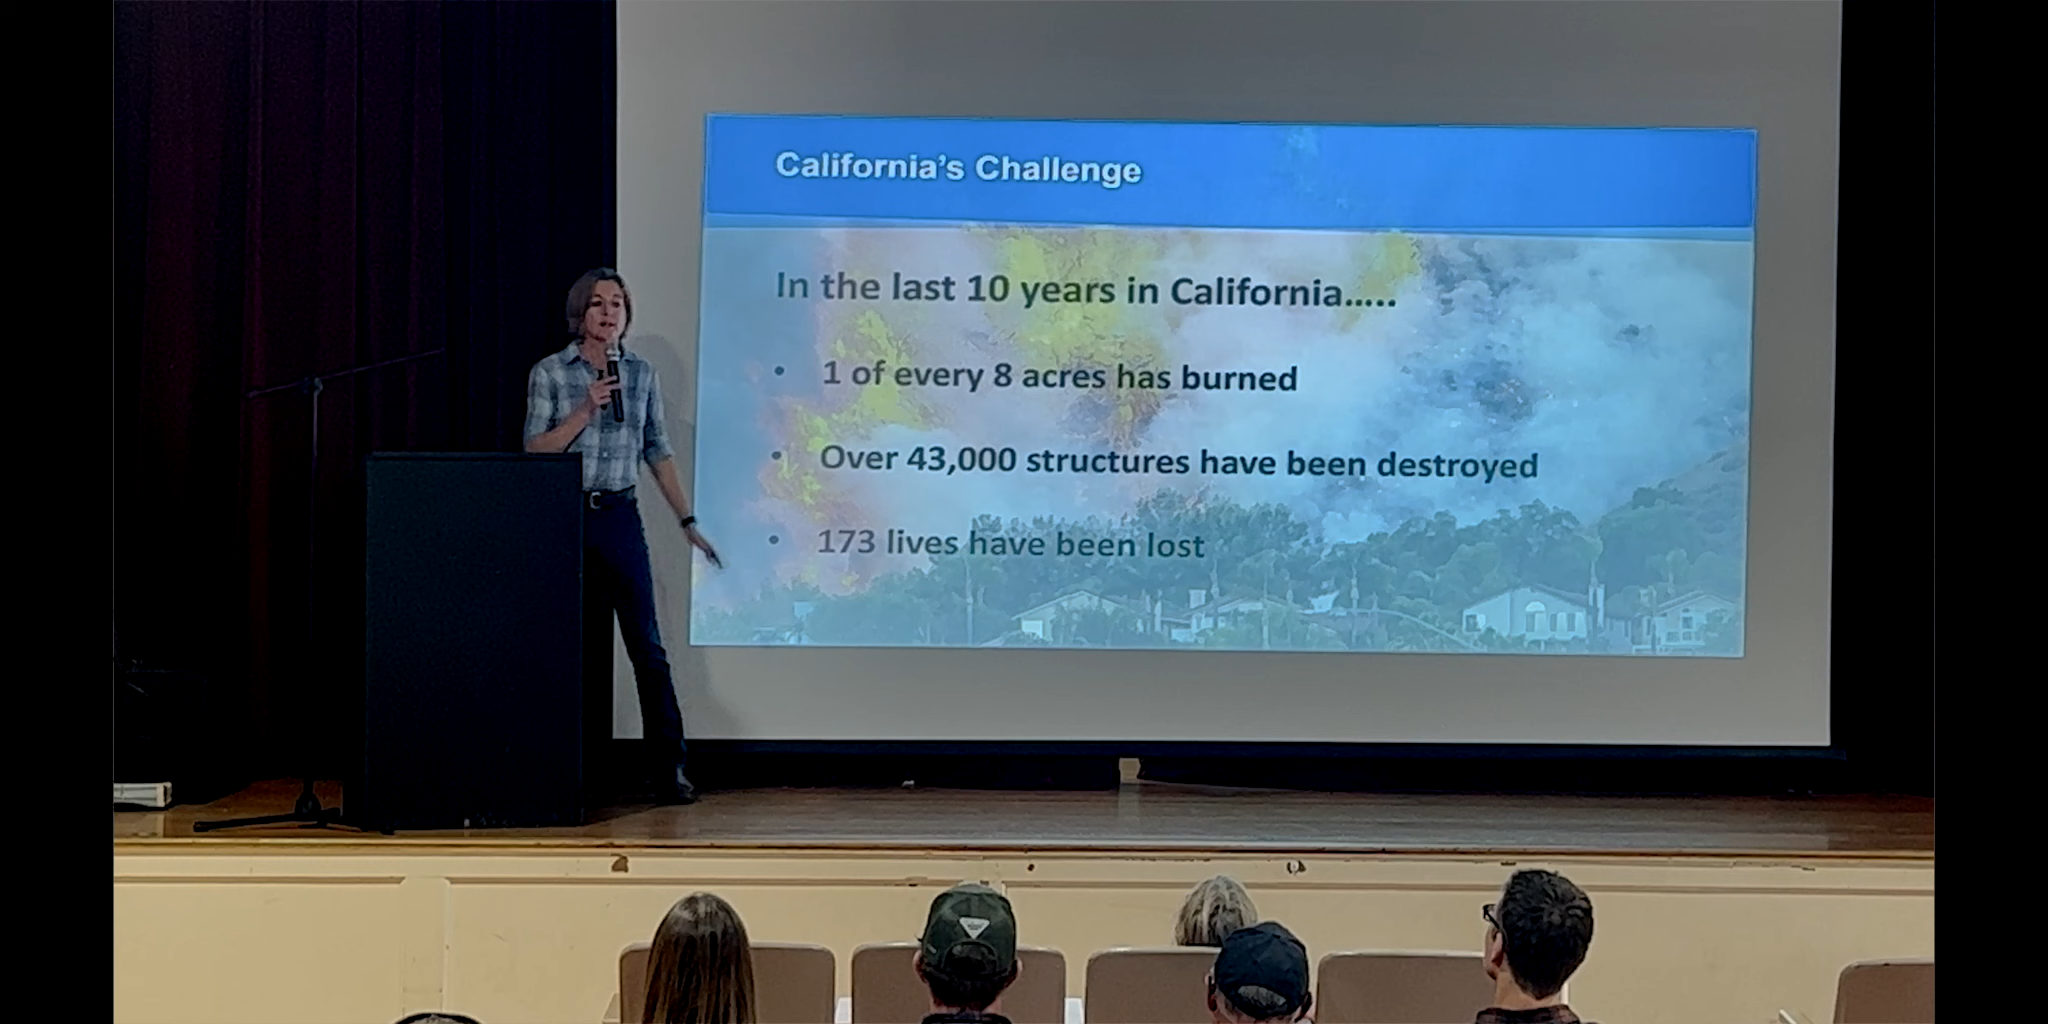 California's Challenge
In the last 10 years in California.....
• 1 of every 8 acres has burned
• Over 43,000 structures have been destroyed
• 173 lives have been lost